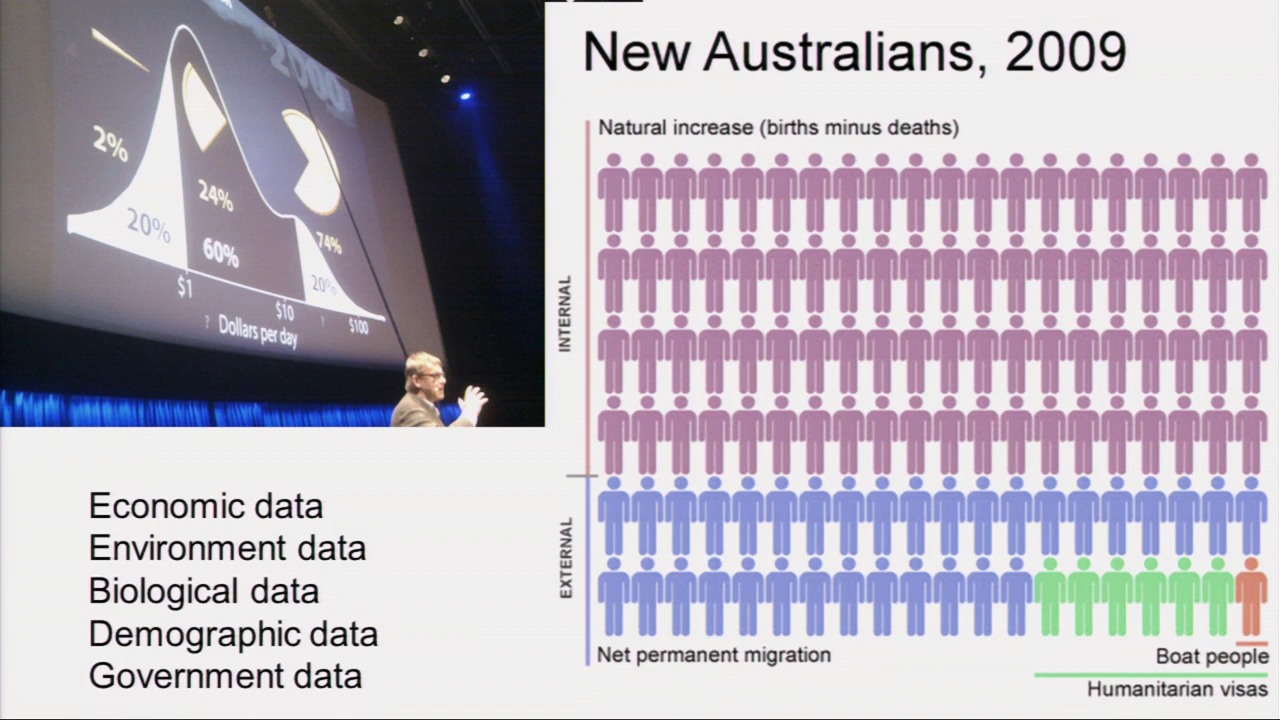 2000
2%
24%
20%
60%
74%
20%
$1
$10
$100
? Dollars per day ?
Economic data
Environment data
Biological data
Demographic data
Government data
New Australians, 2009
Natural increase (births minus deaths)
INTERNAL
EXTERNAL
Net permanent migration
Boat people
Humanitarian visas